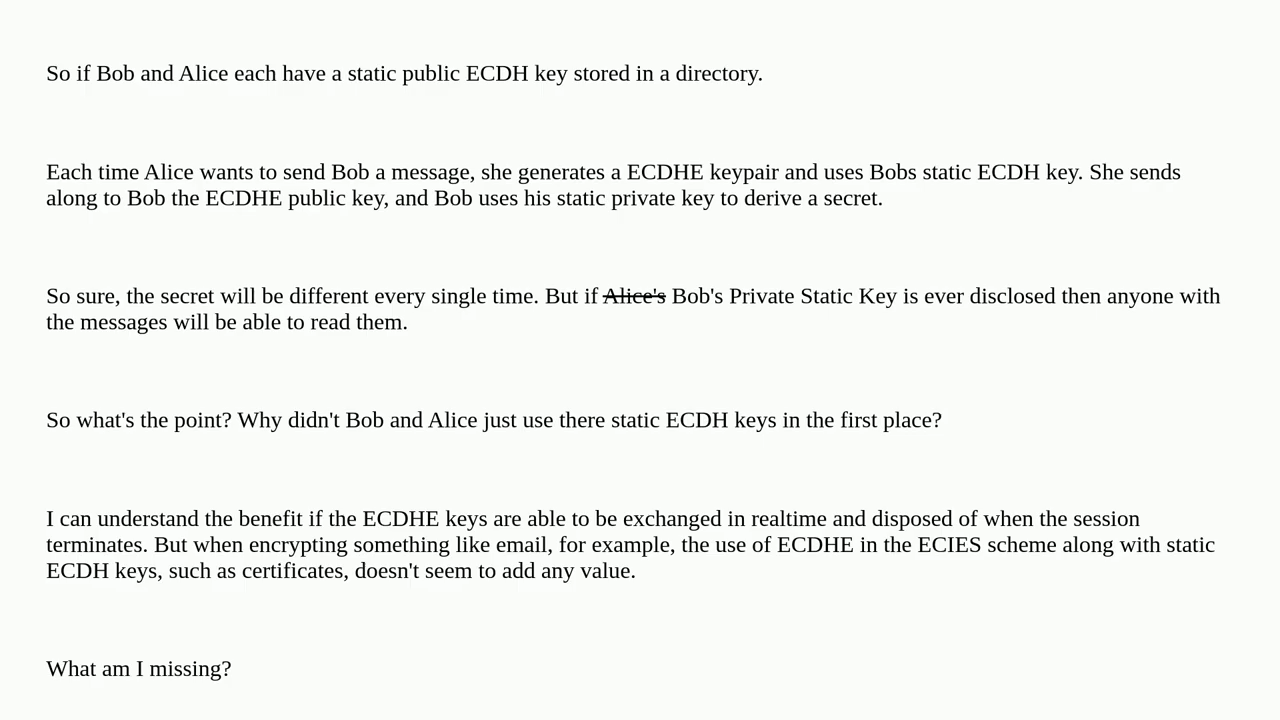 So if Bob and Alice each have a static public ECDH key stored in a directory.
Each time Alice wants to send Bob a message, she generates a ECDHE keypair and uses Bobs static ECDH key. She sends
along to Bob the ECDHE public key, and Bob uses his static private key to derive a secret.
So sure, the secret will be different every single time. But if Alice's Bob's Private Static Key is ever disclosed then anyone with
the messages will be able to read them.
So what's the point? Why didn't Bob and Alice just use there static ECDH keys in the first place?
I can understand the benefit if the ECDHE keys are able to be exchanged in realtime and disposed of when the session
terminates. But when encrypting something like email, for example, the use of ECDHE in the ECIES scheme along with static
ECDH keys, such as certificates, doesn't seem to add any value.
What am I missing?